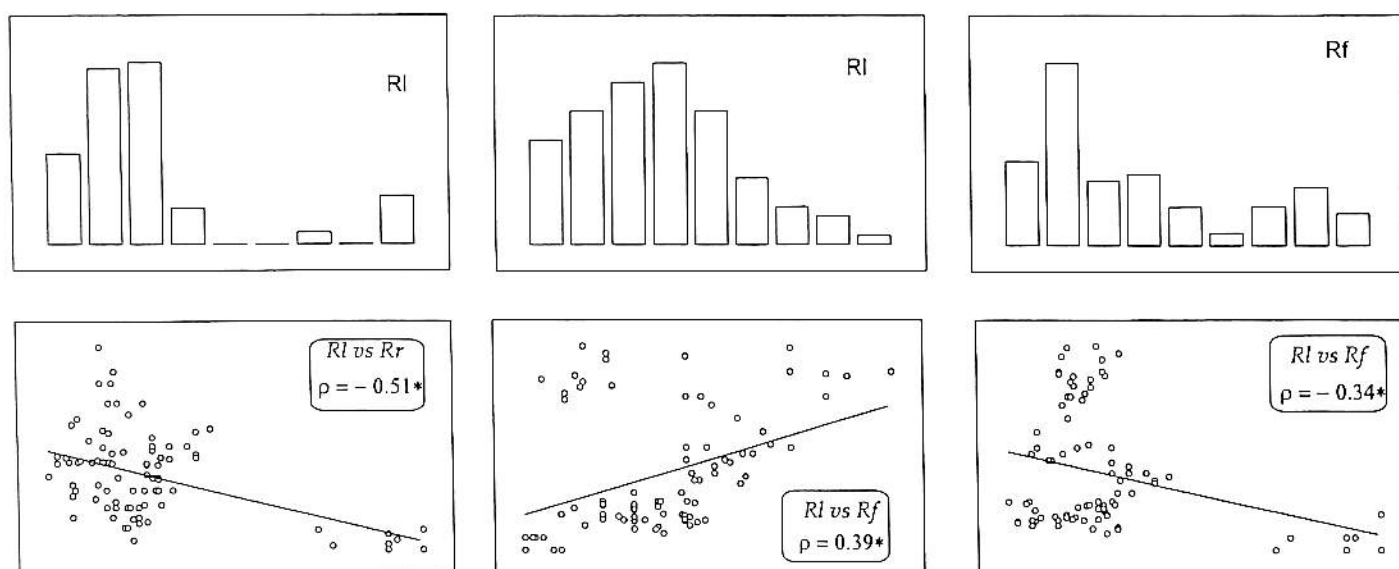 Rl
Rl
Rf
Rl vs Rr
ρ = − 0.51*
Rl vs Rf
ρ = 0.39*
Rl vs Rf
ρ = − 0.34*